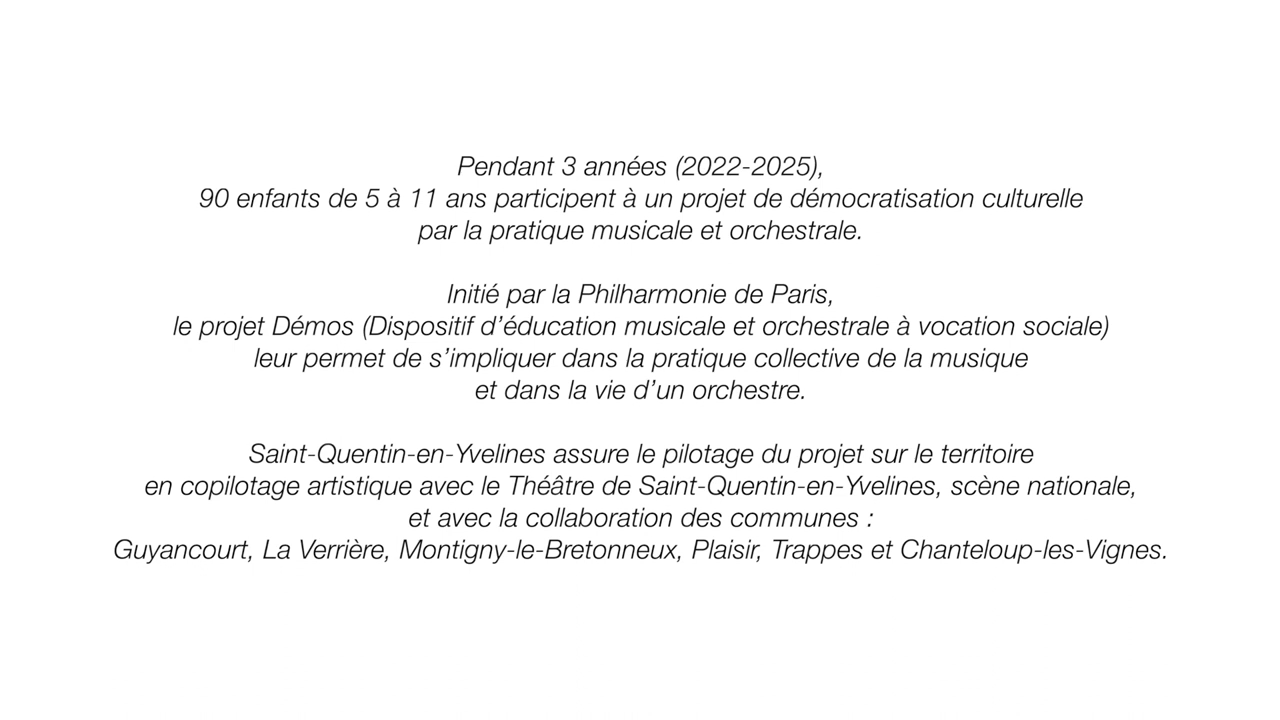 Pendant 3 années (2022-2025),
90 enfants de 5 à 11 ans participent à un projet de démocratisation culturelle
par la pratique musicale et orchestrale.
Initié par la Philharmonie de Paris,
le projet Démos (Dispositif d’éducation musicale et orchestrale à vocation sociale)
leur permet de s’impliquer dans la pratique collective de la musique
et dans la vie d’un orchestre.
Saint-Quentin-en-Yvelines assure le pilotage du projet sur le territoire
en copilotage artistique avec le Théâtre de Saint-Quentin-en-Yvelines, scène nationale,
et avec la collaboration des communes :
Guyancourt, La Verrière, Montigny-le-Bretonneux, Plaisir, Trappes et Chanteloup-les-Vignes.